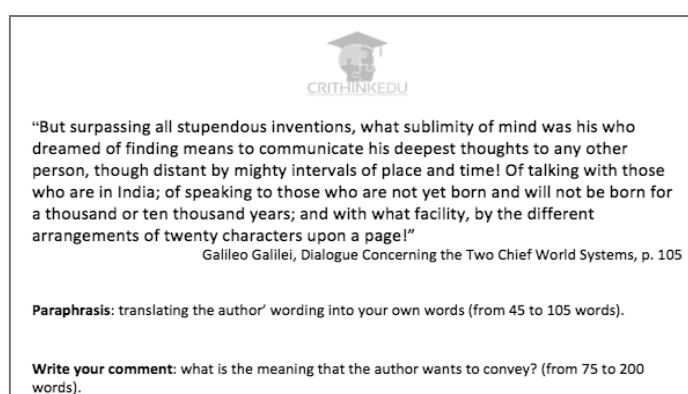 CRITHINKEDU
“But surpassing all stupendous inventions, what sublimity of mind was his who
dreamed of finding means to communicate his deepest thoughts to any other
person, though distant by mighty intervals of place and time! Of talking with those
who are in India; of speaking to those who are not yet born and will not be born for
a thousand or ten thousand years; and with what facility, by the different
arrangements of twenty characters upon a page!”
Galileo Galilei, Dialogue Concerning the Two Chief World Systems, p. 105
Paraphrasis: translating the author’ wording into your own words (from 45 to 105 words).
Write your comment: what is the meaning that the author wants to convey? (from 75 to 200
words).